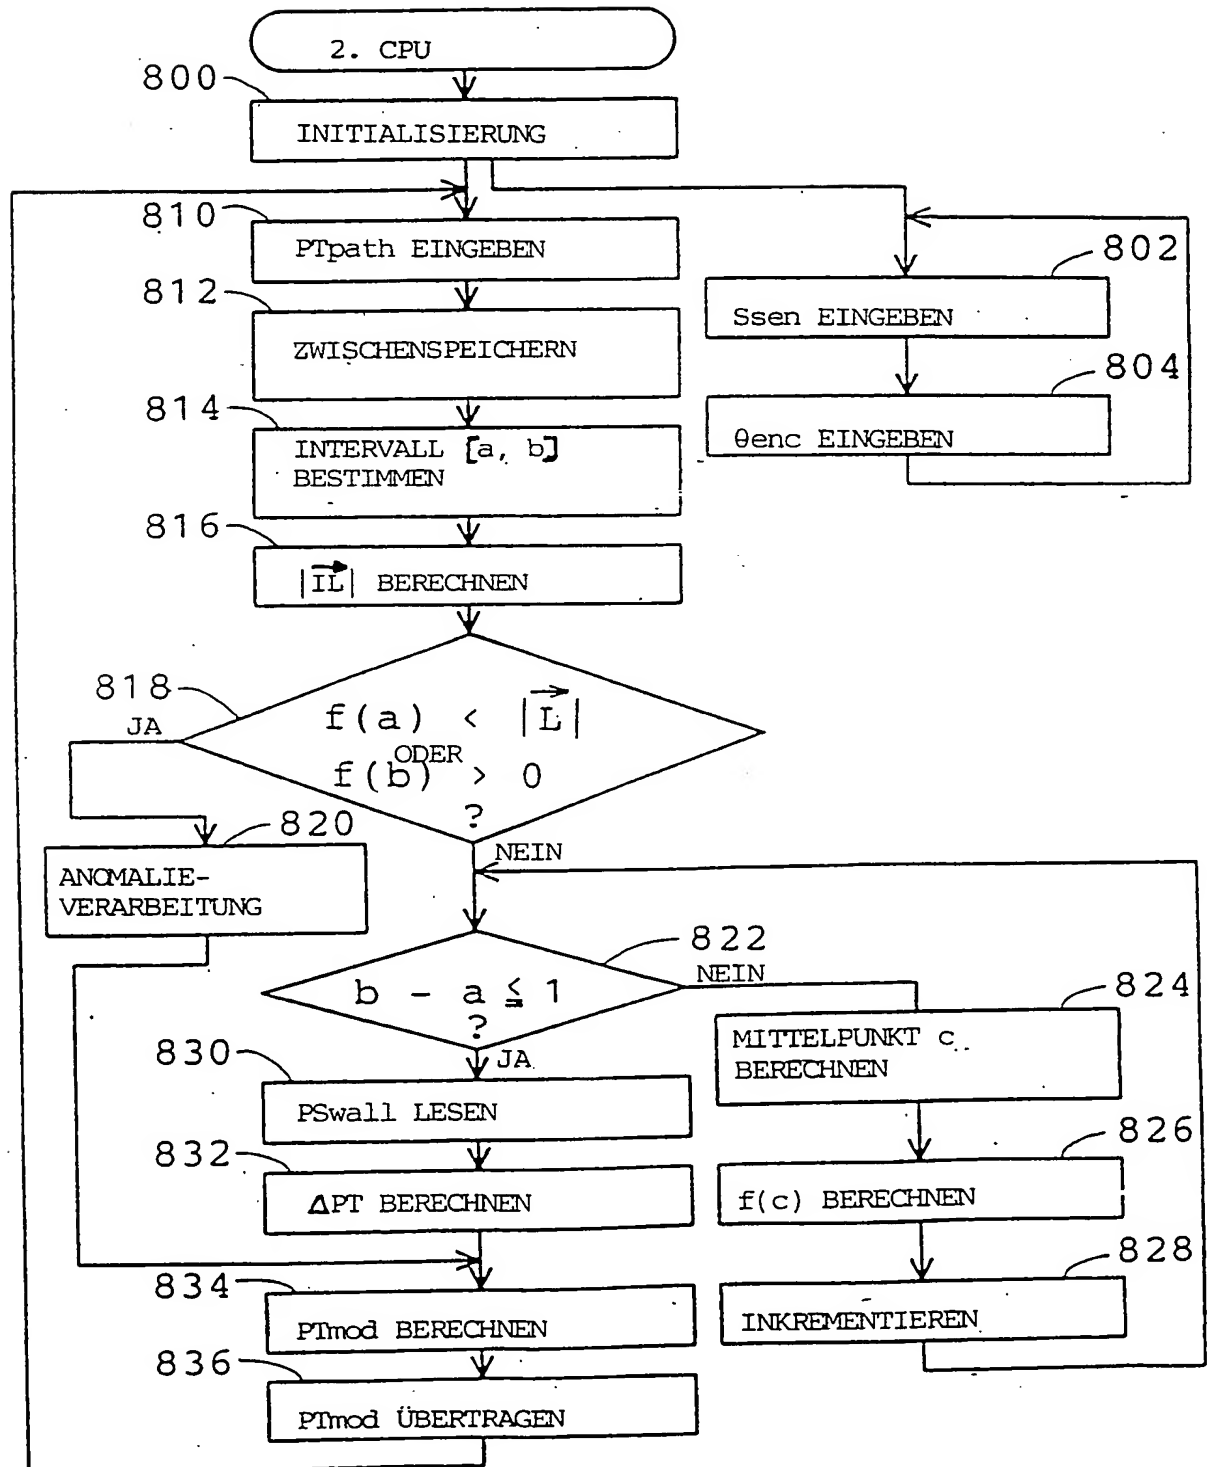 2. CPU
800
INITIALISIERUNG
810
PTpath EINGEBEN
802
Ssen EINGEBEN
812
ZWISCHENSPEICHERN
804
θenc EINGEBEN
814
INTERVALL [a, b]
BESTIMMEN
816
|IL| BERECHNEN
818
JA
f(a) < |L|
ODER
f(b) > 0
?
820
NEIN
ANOMALIE-
VERARBEITUNG
822
b - a ≦ 1
?
NEIN
824
MITTELPUNKT c
BERECHNEN
JA
830
PSwall LESEN
826
f(c) BERECHNEN
832
ΔPT BERECHNEN
828
INKREMENTIEREN
834
PTmod BERECHNEN
836
PTmod ÜBERTRAGEN